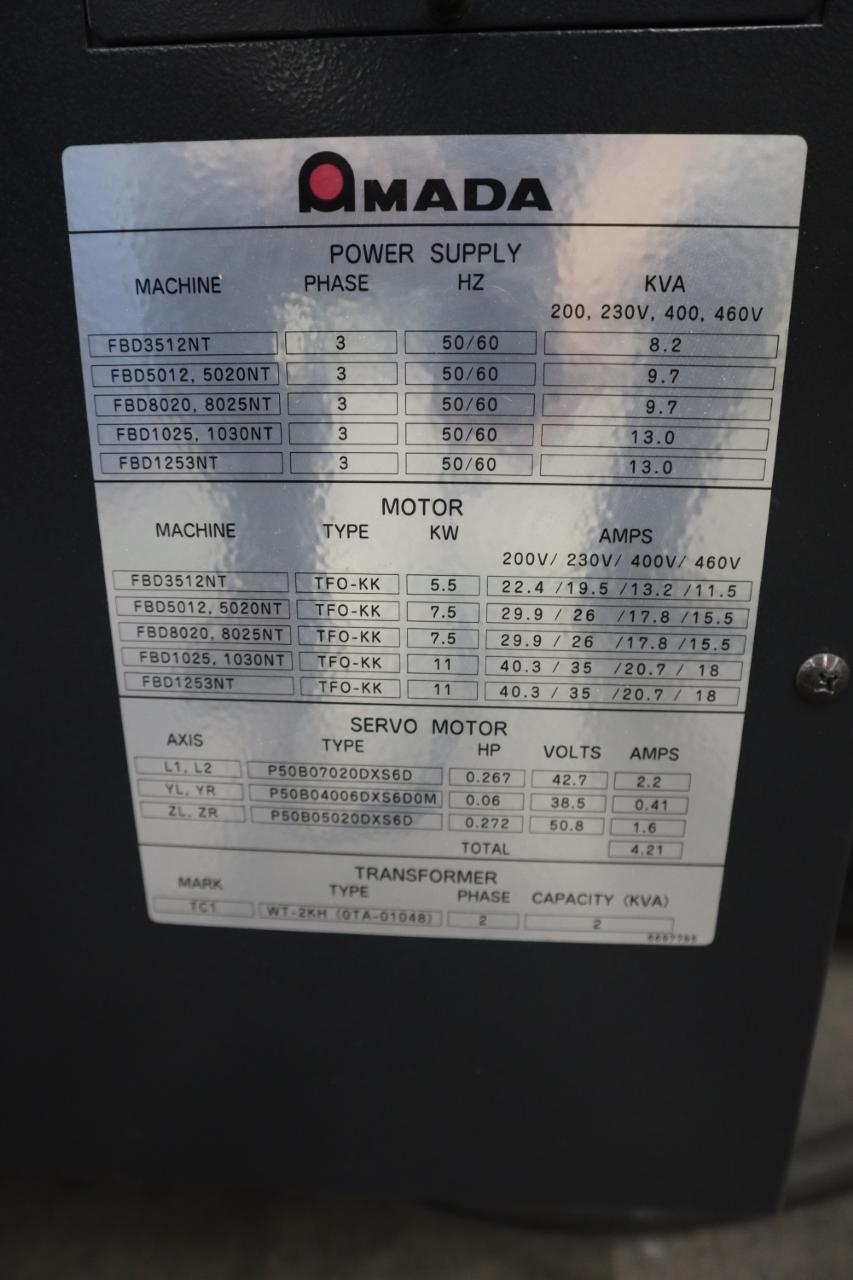 AMADA
POWER SUPPLY
MACHINE PHASE HZ KVA
200, 230V, 400, 460V
FBD3512NT 3 50/60 8.2
FBD5012, 5020NT 3 50/60 9.7
FBD8020, 8025NT 3 50/60 9.7
FBD1025, 1030NT 3 50/60 13.0
FBD1253NT 3 50/60 13.0
MOTOR
MACHINE TYPE KW AMPS
200V/ 230V/ 400V/ 460V
FBD3512NT TFO-KK 5.5 22.4 /19.5 /13.2 /11.5
FBD5012, 5020NT TFO-KK 7.5 29.9 / 26 /17.8 /15.5
FBD8020, 8025NT TFO-KK 7.5 29.9 / 26 /17.8 /15.5
FBD1025, 1030NT TFO-KK 11 40.3 / 35 /20.7 / 18
FBD1253NT TFO-KK 11 40.3 / 35 /20.7 / 18
SERVO MOTOR
AXIS TYPE HP VOLTS AMPS
L1, L2 P50B07020DXS6D 0.267 42.7 2.2
YL, YR P50B04006DXS6D0M 0.06 38.5 0.41
ZL, ZR P50B05020DXS6D 0.272 50.8 1.6
TOTAL 4.21
TRANSFORMER
MARK TYPE PHASE CAPACITY (KVA)
TC1 WT-2KH (OTA-01048) 2 2